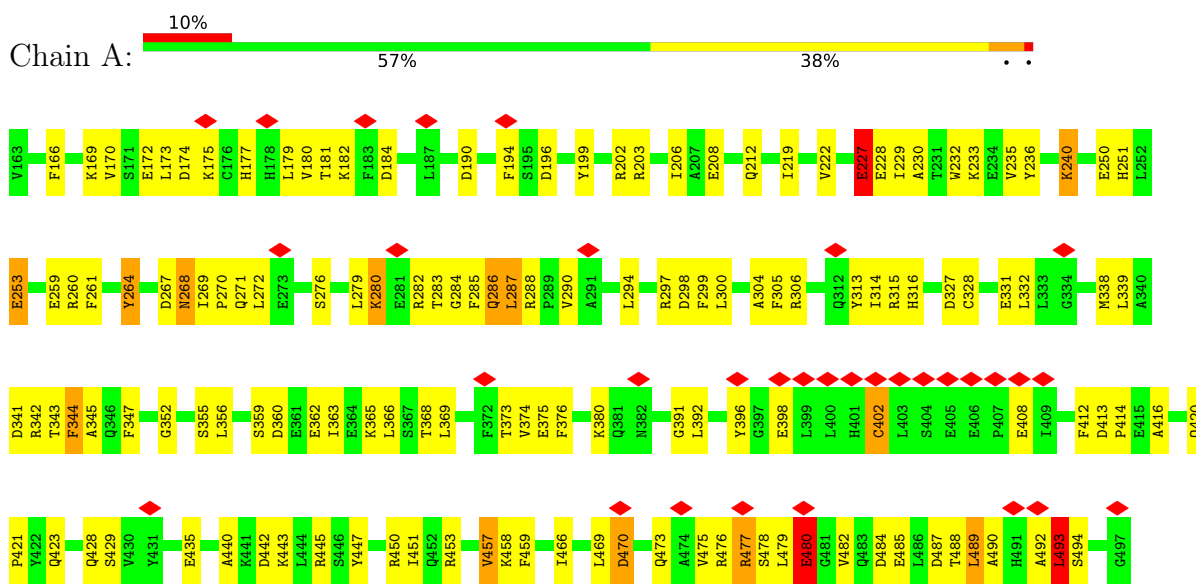 10%
Chain A:
57% 38% • •
V163 F166 K169 V170 S171 E172 L173 D174 K175 C176 H177 H178 L179 V180 T181 K182 F183 D184 L187 D190 F194 S195 D196 Y199 R202 R203 I206 A207 E208 Q212 I219 V222 E227 E228 I229 A230 T231 W232 K233 E234 V235 Y236 K240 E250 H251 L252
E253 E259 R260 F261 Y264 D267 N268 I269 P270 Q271 L272 E273 S276 L279 K280 E281 R282 T283 G284 F285 Q286 L287 R288 P289 V290 A291 L294 R297 D298 F299 L300 A304 F305 R306 Q312 Y313 I314 R315 H316 D327 C328 E331 L332 L333 G334 M338 L339 A340
D341 R342 T343 F344 A345 Q346 F347 G352 S355 L356 S359 D360 E361 E362 I363 E364 K365 L366 S367 T368 L369 F372 T373 V374 E375 F376 K380 Q381 N382 G391 L392 Y396 G397 E398 L399 L400 H401 C402 L403 S404 E405 E406 P407 E408 I409 F412 D413 P414 E415 A416
P421 Y422 Q423 Q428 S429 V430 Y431 E435 A440 K441 D442 K443 L444 R445 S446 Y447 R450 I451 Q452 R453 V457 K458 F459 I466 L469 D470 Q473 A474 V475 R476 R477 S478 L479 E480 G481 V482 Q483 D484 E485 L486 D487 T488 L489 A490 H491 A492 L493 S494 G497